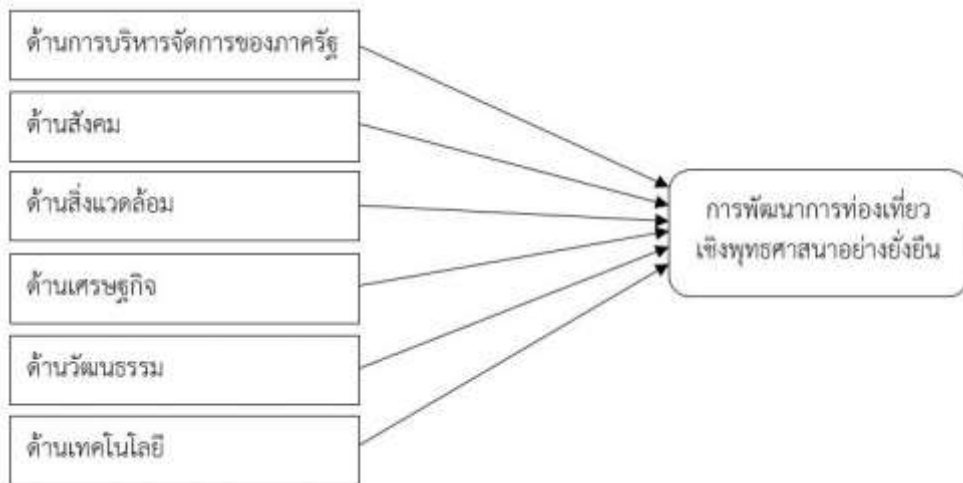 ด้านการบริหารจัดการของภาครัฐ
ด้านสังคม
ด้านสิ่งแวดล้อม
ด้านเศรษฐกิจ
ด้านวัฒนธรรม
ด้านเทคโนโลยี
การพัฒนาการท่องเที่ยว
เชิงพุทธศาสนาอย่างยั่งยืน